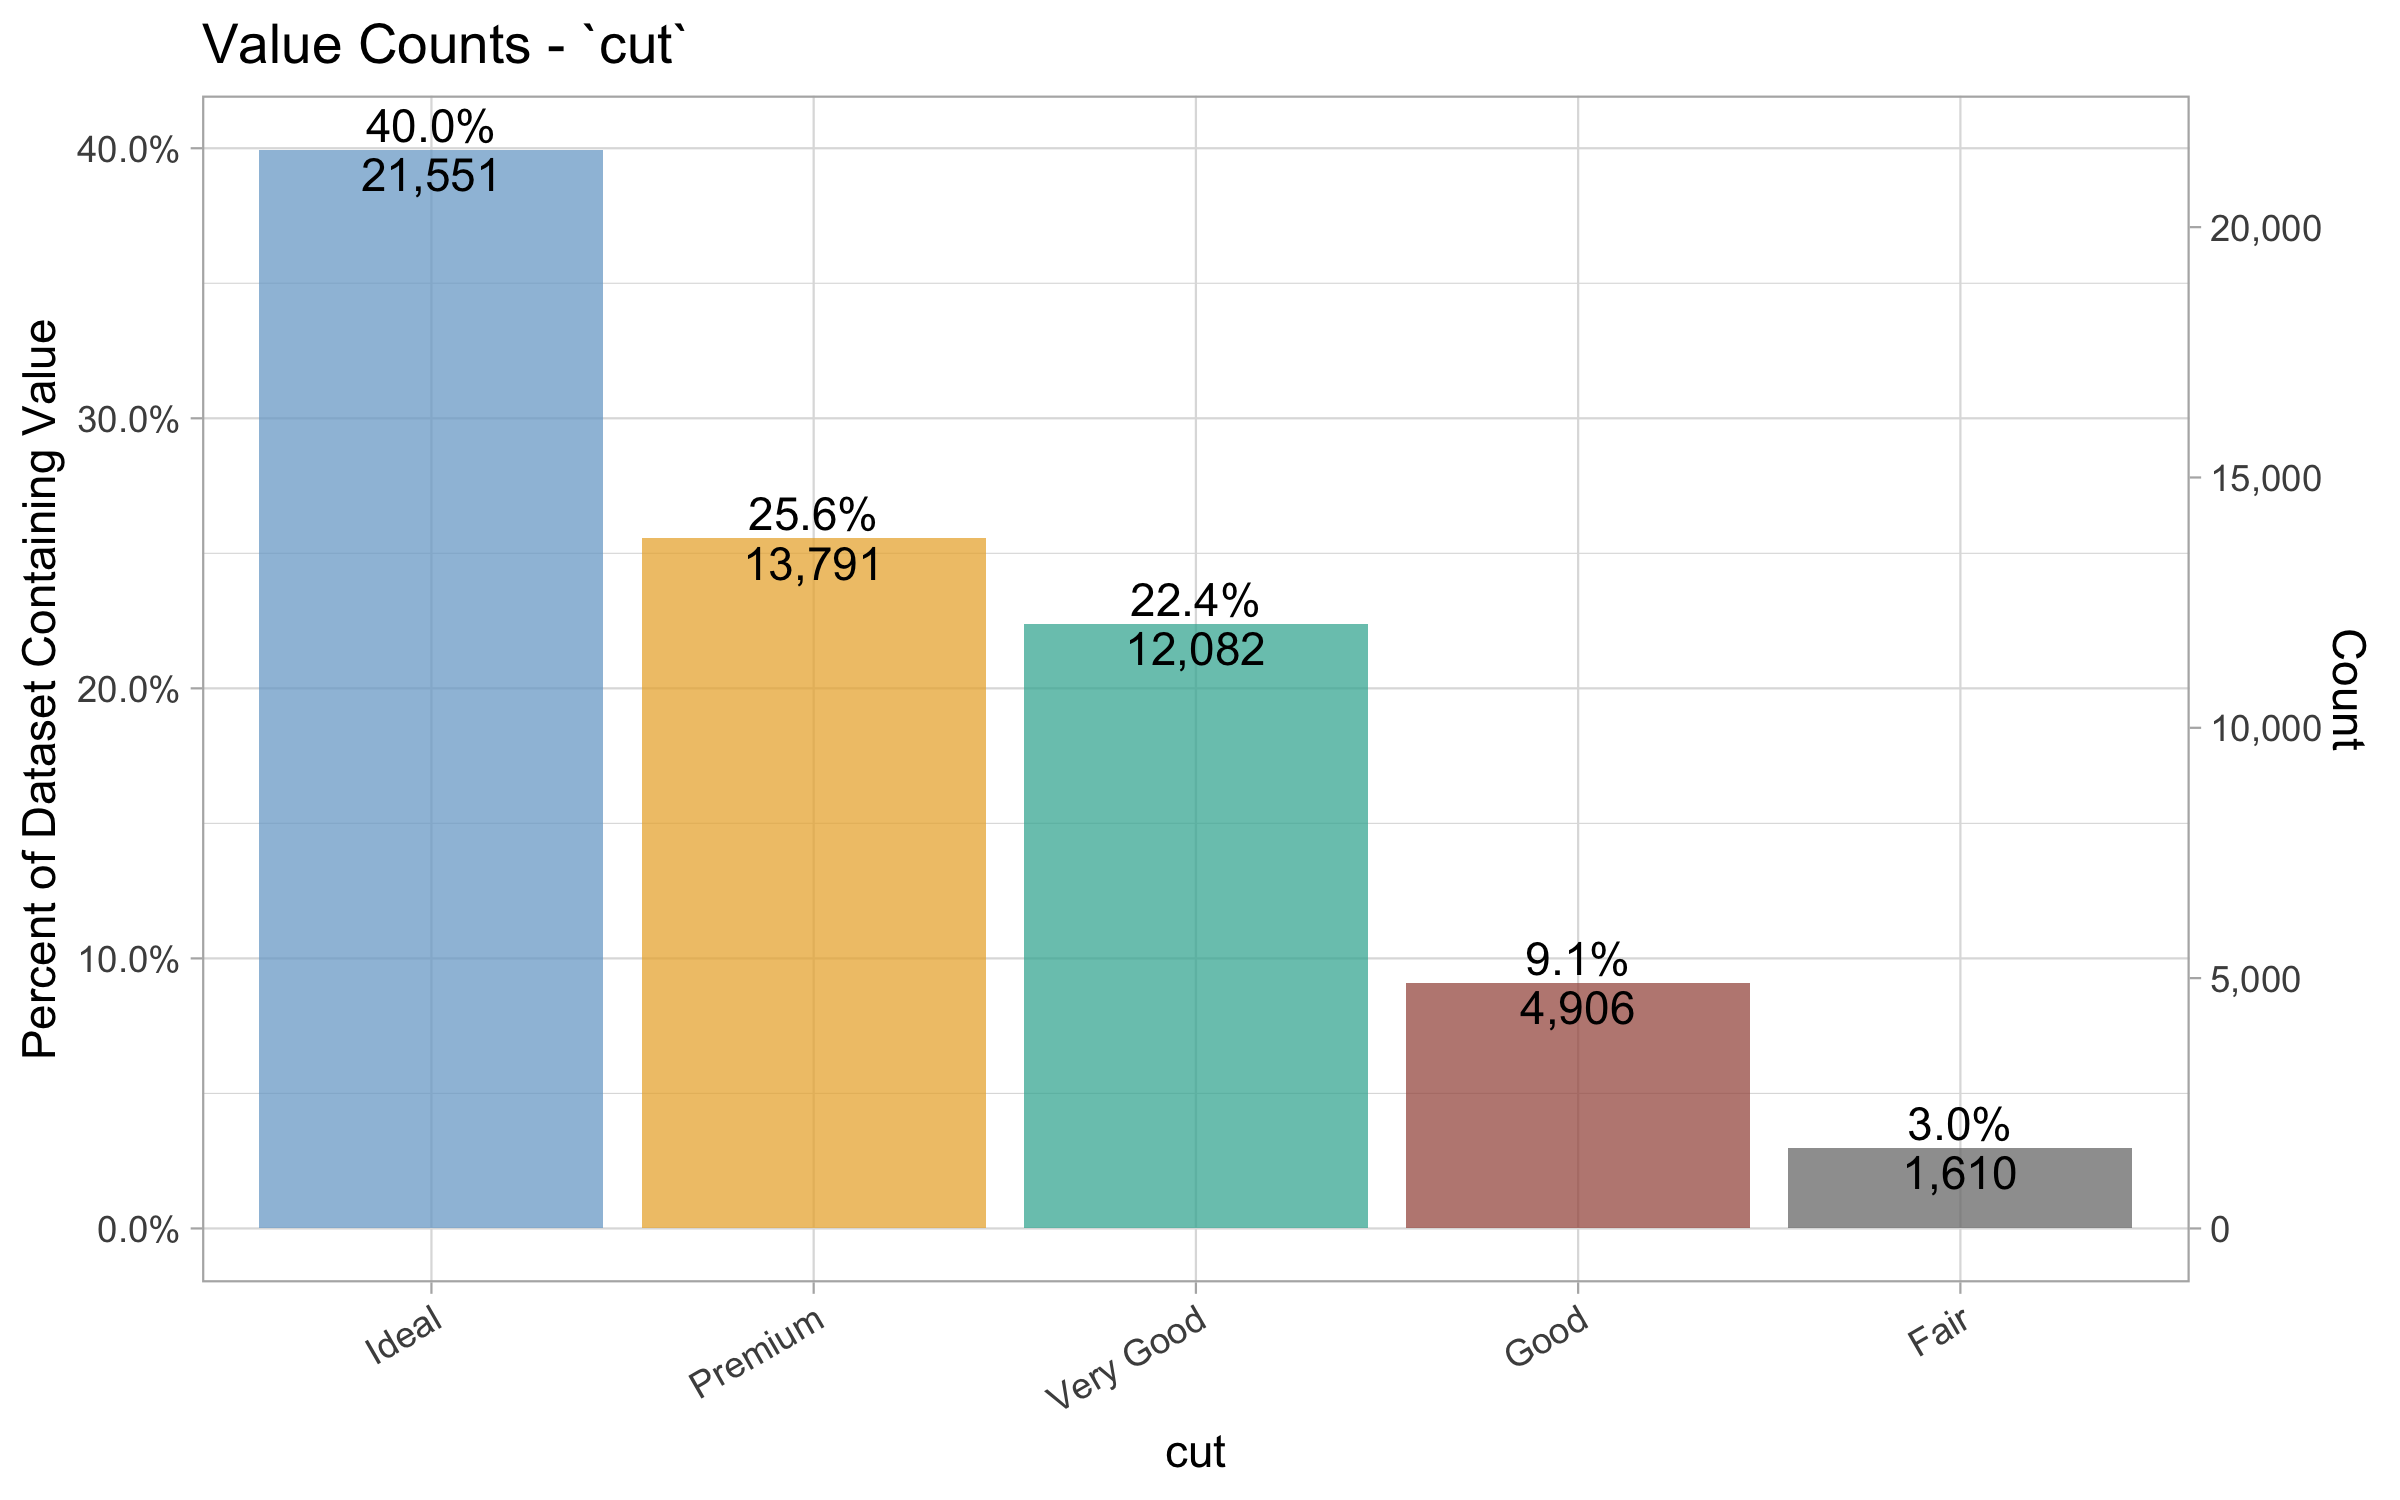 Value Counts - `cut`
Percent of Dataset Containing Value
40.0%
30.0%
20.0%
10.0%
0.0%
40.0%
21,551
25.6%
13,791
22.4%
12,082
9.1%
4,906
3.0%
1,610
20,000
15,000
10,000
5,000
0
Count
Ideal
Premium
Very Good
Good
Fair
cut